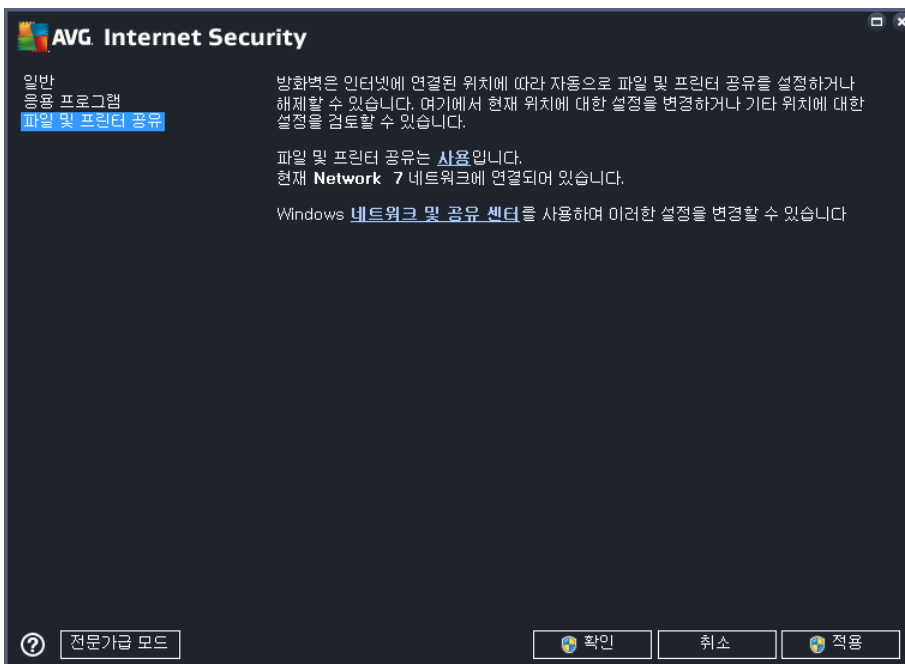 AVG. Internet Security
일반
응용 프로그램
파일 및 프린터 공유
방화벽은 인터넷에 연결된 위치에 따라 자동으로 파일 및 프린터 공유를 설정하거나
해제할 수 있습니다. 여기에서 현재 위치에 대한 설정을 변경하거나 기타 위치에 대한
설정을 검토할 수 있습니다.
파일 및 프린터 공유는 사용입니다.
현재 Network 7 네트워크에 연결되어 있습니다.
Windows 네트워크 및 공유 센터를 사용하여 이러한 설정을 변경할 수 있습니다
? 전문가급 모드 확인 취소 적용